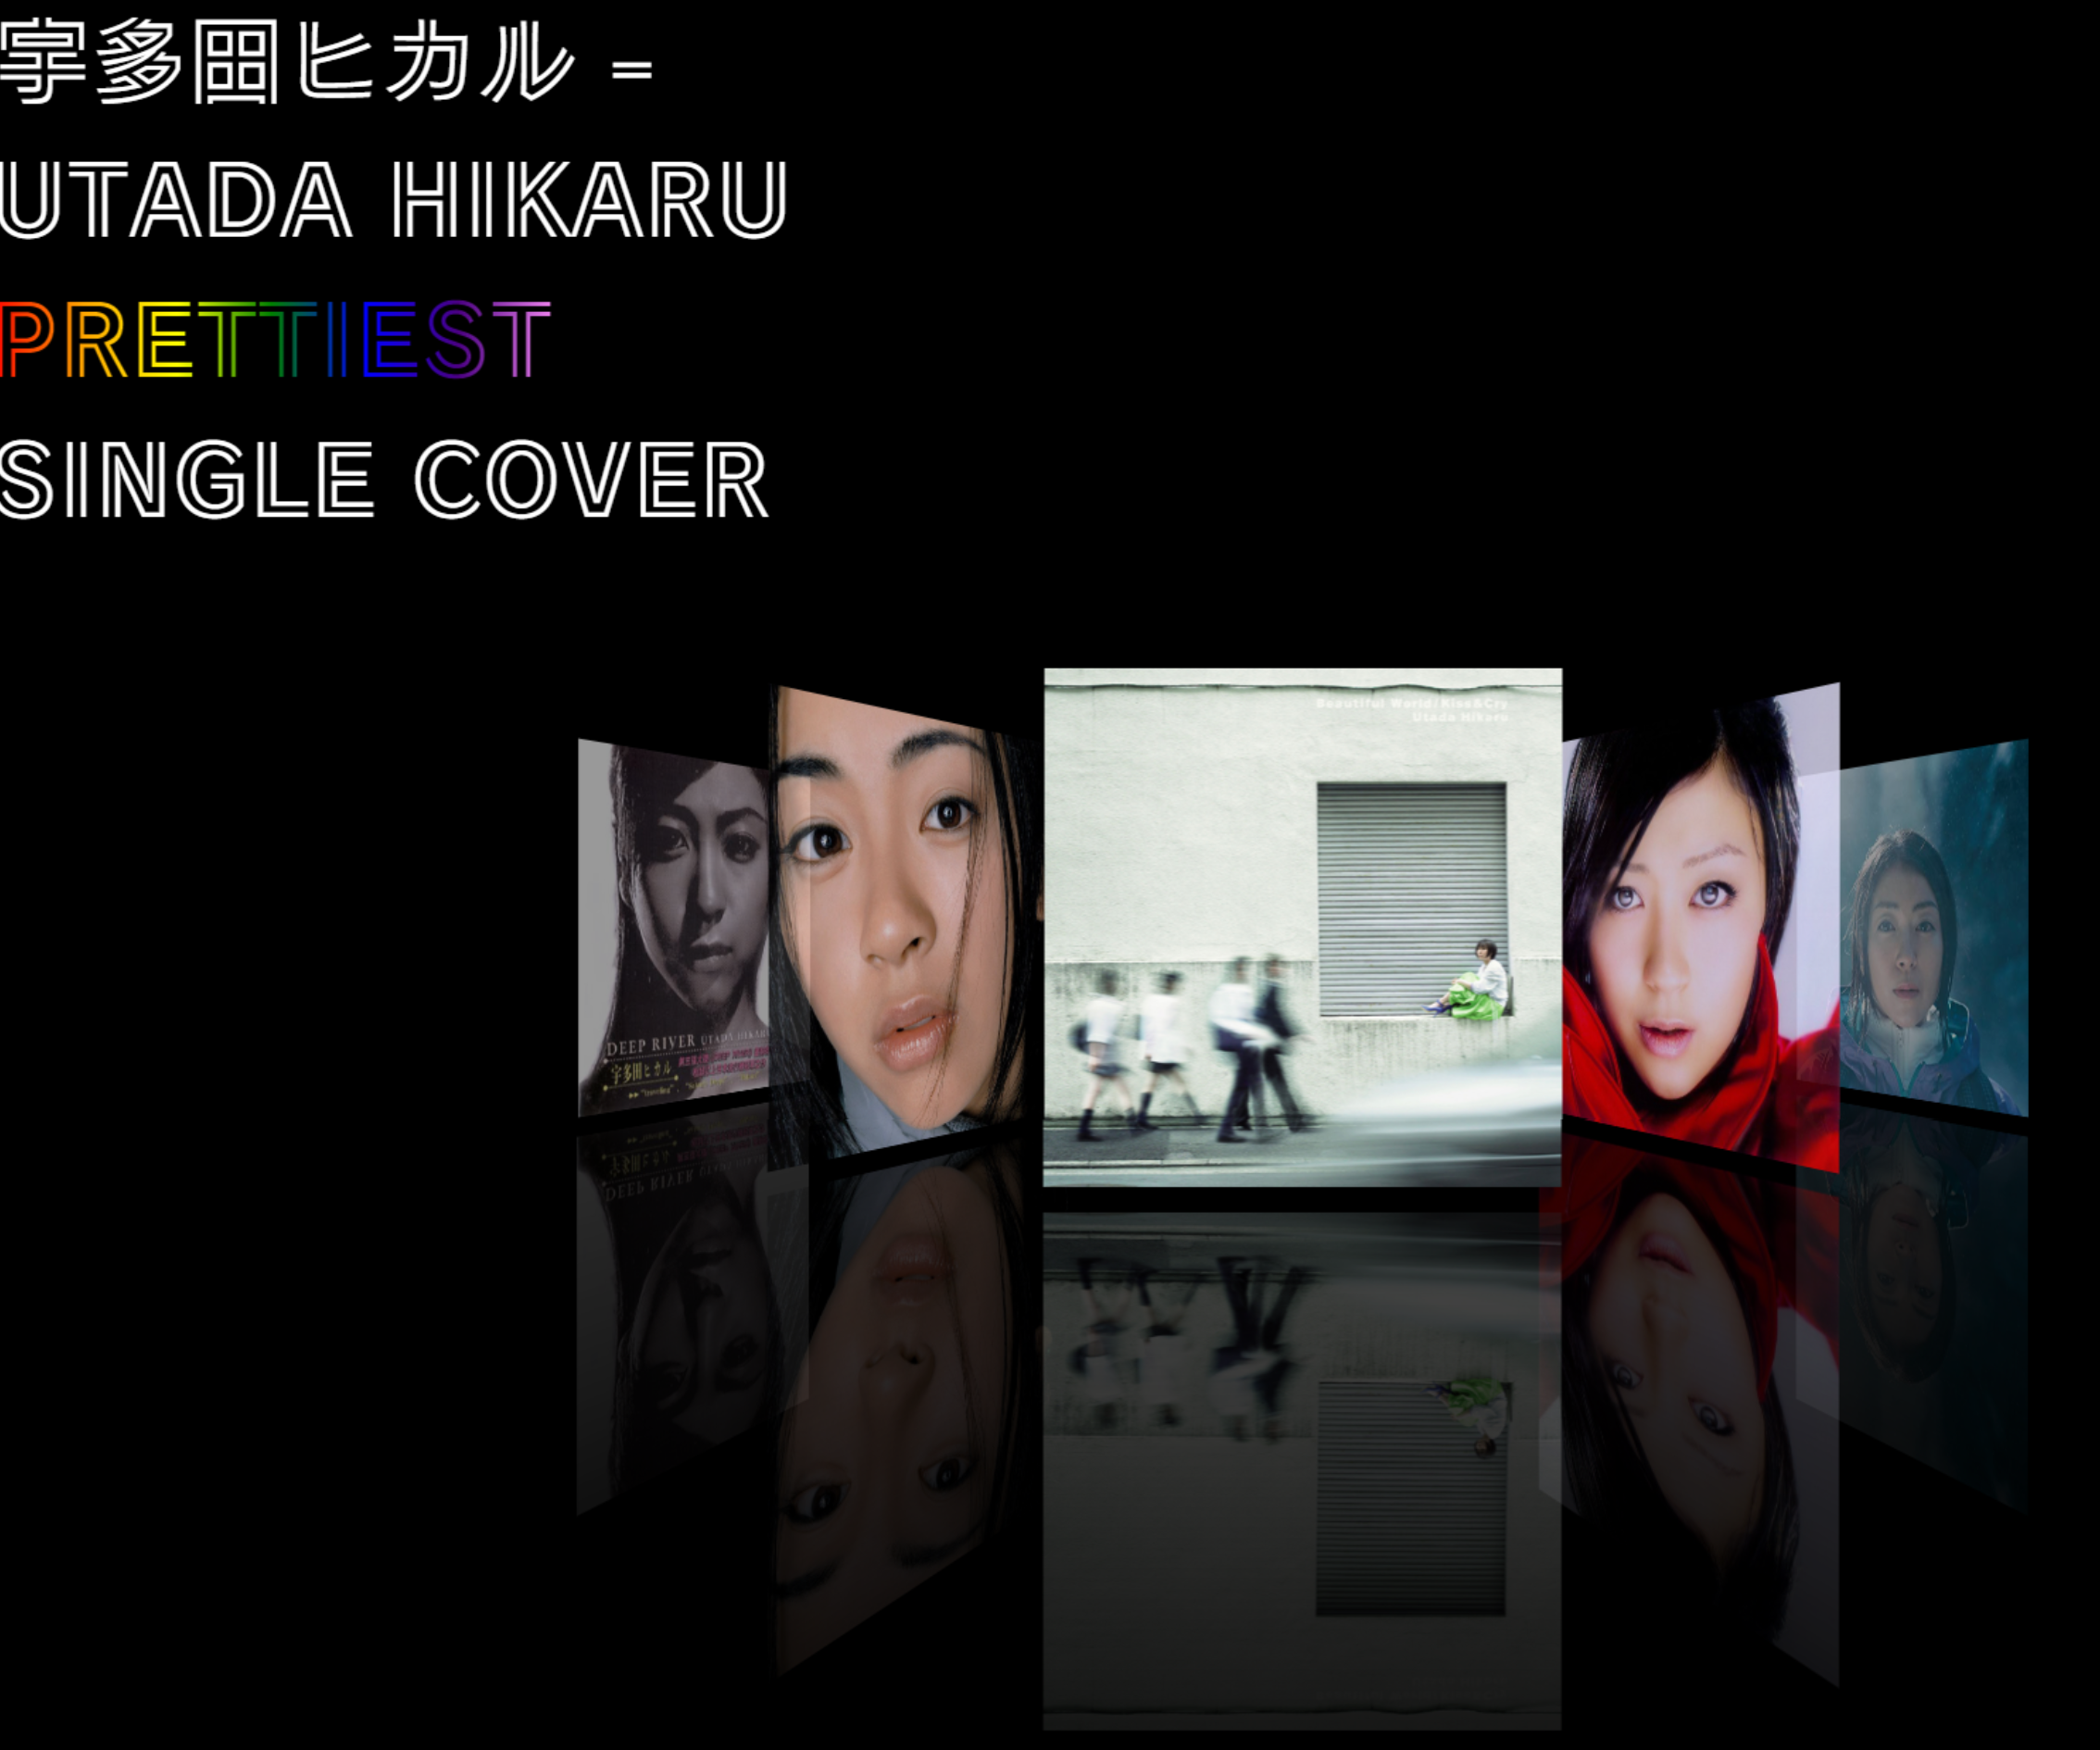 宇多田ヒカル –
UTADA HIKARU
PRETTIEST
SINGLE COVER
Beautiful World/Kiss&Cry
Utada Hikaru
DEEP RIVER UTADA HIKARU
宇多田ヒカル